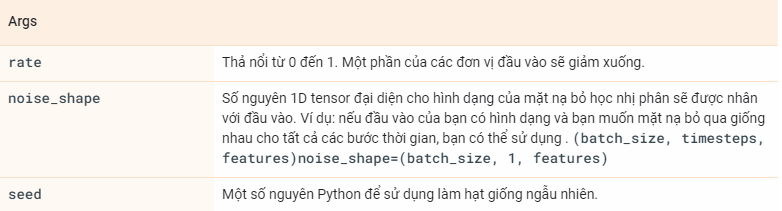 Args
rate
Thả nổi từ 0 đến 1. Một phần của các đơn vị đầu vào sẽ giảm xuống.
noise_shape
Số nguyên 1D tensor đại diện cho hình dạng của mặt nạ bỏ học nhị phân sẽ được nhân
với đầu vào. Ví dụ: nếu đầu vào của bạn có hình dạng và bạn muốn mặt nạ bỏ qua giống
nhau cho tất cả các bước thời gian, bạn có thể sử dụng . (batch_size, timesteps,
features)noise_shape=(batch_size, 1, features)
seed
Một số nguyên Python để sử dụng làm hạt giống ngẫu nhiên.